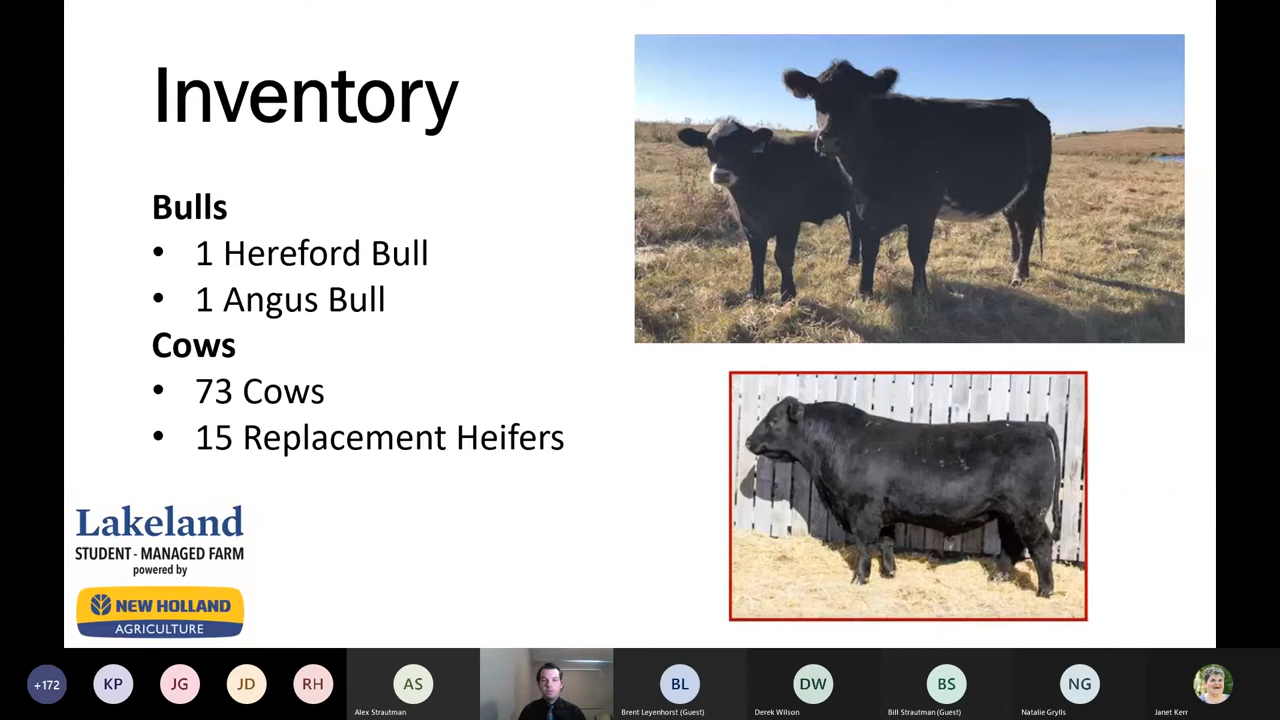 Inventory
Bulls
• 1 Hereford Bull
• 1 Angus Bull
Cows
• 73 Cows
• 15 Replacement Heifers
Lakeland
STUDENT - MANAGED FARM
powered by
NEW HOLLAND
AGRICULTURE
+172
KP
JG
JD
RH
AS
Alex Strautman
BL
Brent Leyenhorst (Guest)
DW
Derek Wilson
BS
Bill Strautman (Guest)
NG
Natalie Grylls
Janet Kerr